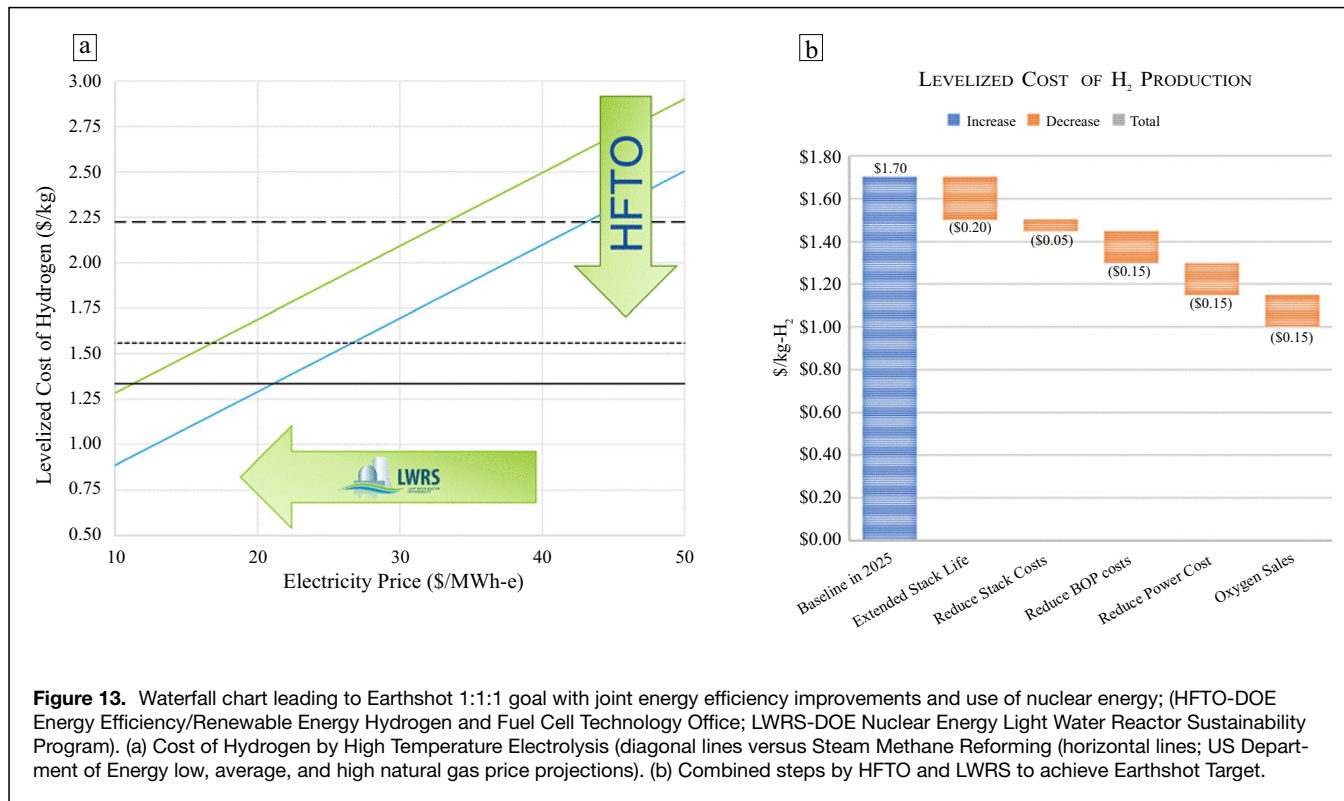 a
3.00
2.75
2.50
2.25
2.00
1.75
1.50
1.25
1.00
0.75
0.50
Levelized Cost of Hydrogen ($/kg)
HFTO
LWRS
10 20 30 40 50
Electricity Price ($/MWh-e)
b
LEVELIZED COST OF H₂ PRODUCTION
Increase Decrease Total
$1.80
$1.60
$1.40
$1.20
$1.00
$0.80
$0.60
$0.40
$0.20
$0.00
$/kg-H₂
$1.70
($0.20)
($0.05)
($0.15)
($0.15)
($0.15)
Baseline in 2025
Extended Stack Life
Reduce Stack Costs
Reduce BOP costs
Reduce Power Cost
Oxygen Sales
Figure 13. Waterfall chart leading to Earthshot 1:1:1 goal with joint energy efficiency improvements and use of nuclear energy; (HFTO-DOE
Energy Efficiency/Renewable Energy Hydrogen and Fuel Cell Technology Office; LWRS-DOE Nuclear Energy Light Water Reactor Sustainability
Program). (a) Cost of Hydrogen by High Temperature Electrolysis (diagonal lines versus Steam Methane Reforming (horizontal lines; US Depart-
ment of Energy low, average, and high natural gas price projections). (b) Combined steps by HFTO and LWRS to achieve Earthshot Target.